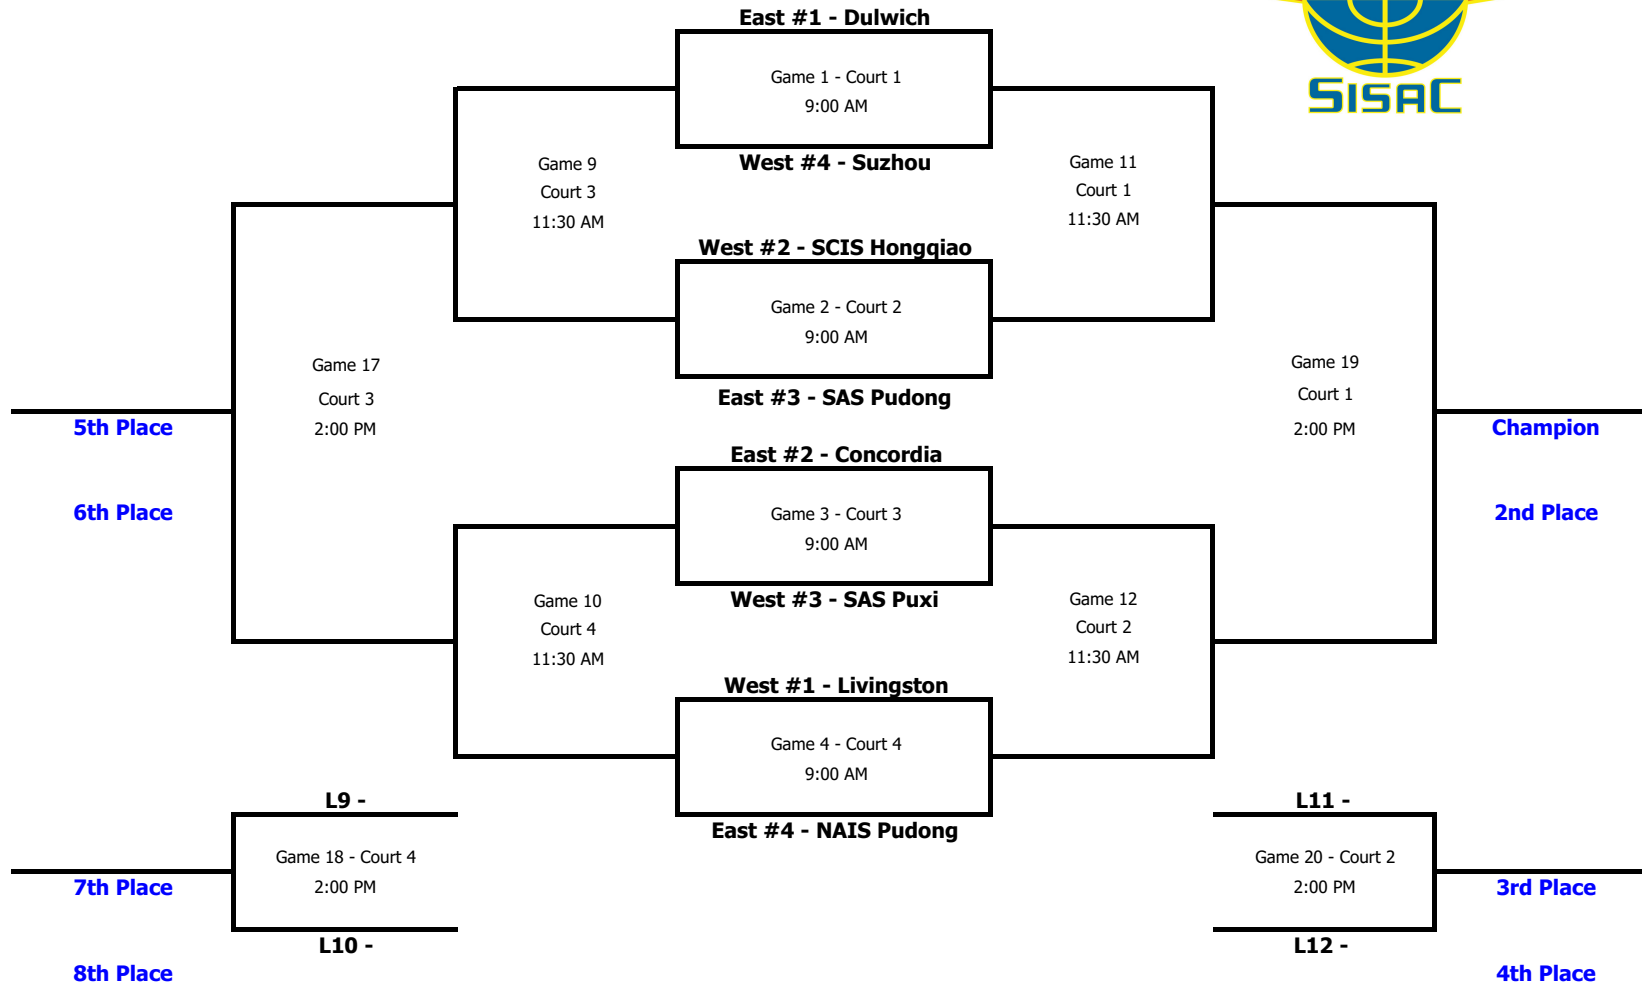 East #1 - Dulwich
Game 1 - Court 1
9:00 AM
West #4 - Suzhou
SISAC
Game 9
Court 3
11:30 AM
Game 11
Court 1
11:30 AM
West #2 - SCIS Hongqiao
Game 2 - Court 2
9:00 AM
East #3 - SAS Pudong
Game 17
Court 3
2:00 PM
Game 19
Court 1
2:00 PM
5th Place
Champion
6th Place
2nd Place
East #2 - Concordia
Game 3 - Court 3
9:00 AM
West #3 - SAS Puxi
Game 10
Court 4
11:30 AM
Game 12
Court 2
11:30 AM
West #1 - Livingston
Game 4 - Court 4
9:00 AM
East #4 - NAIS Pudong
L9 -
Game 18 - Court 4
2:00 PM
L10 -
7th Place
8th Place
L11 -
Game 20 - Court 2
2:00 PM
L12 -
3rd Place
4th Place